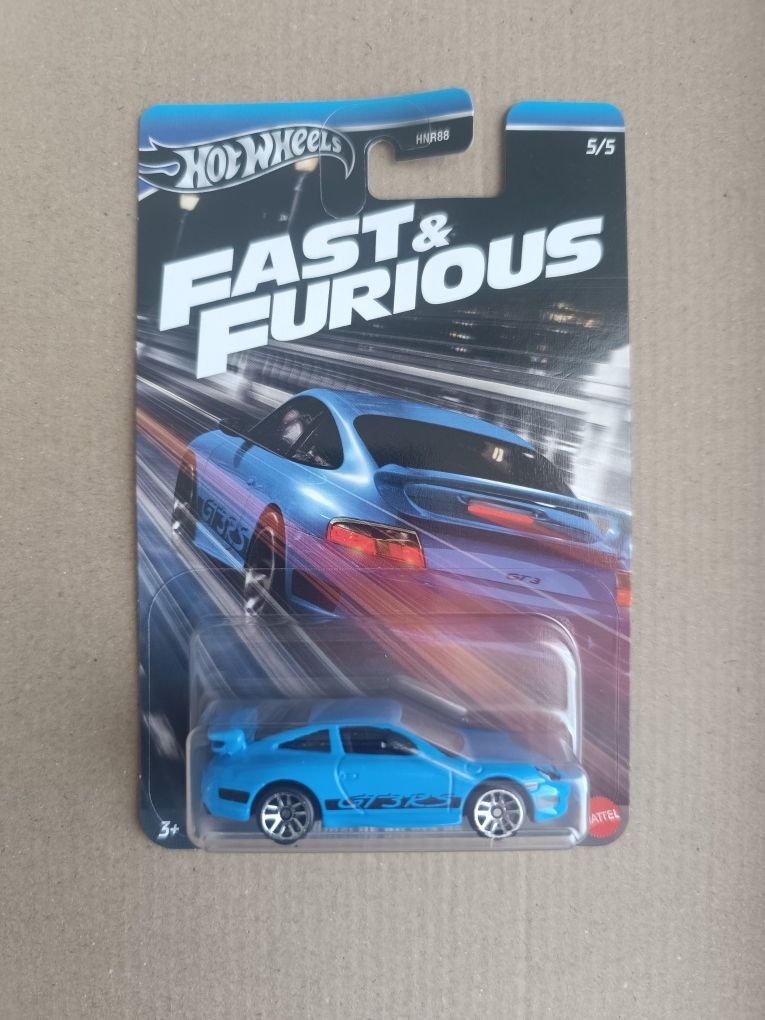 HOT WHEELS
HNR88
5/5
FAST &
FURIOUS
GT3RS
GT3
GT3RS
3+
MATTEL